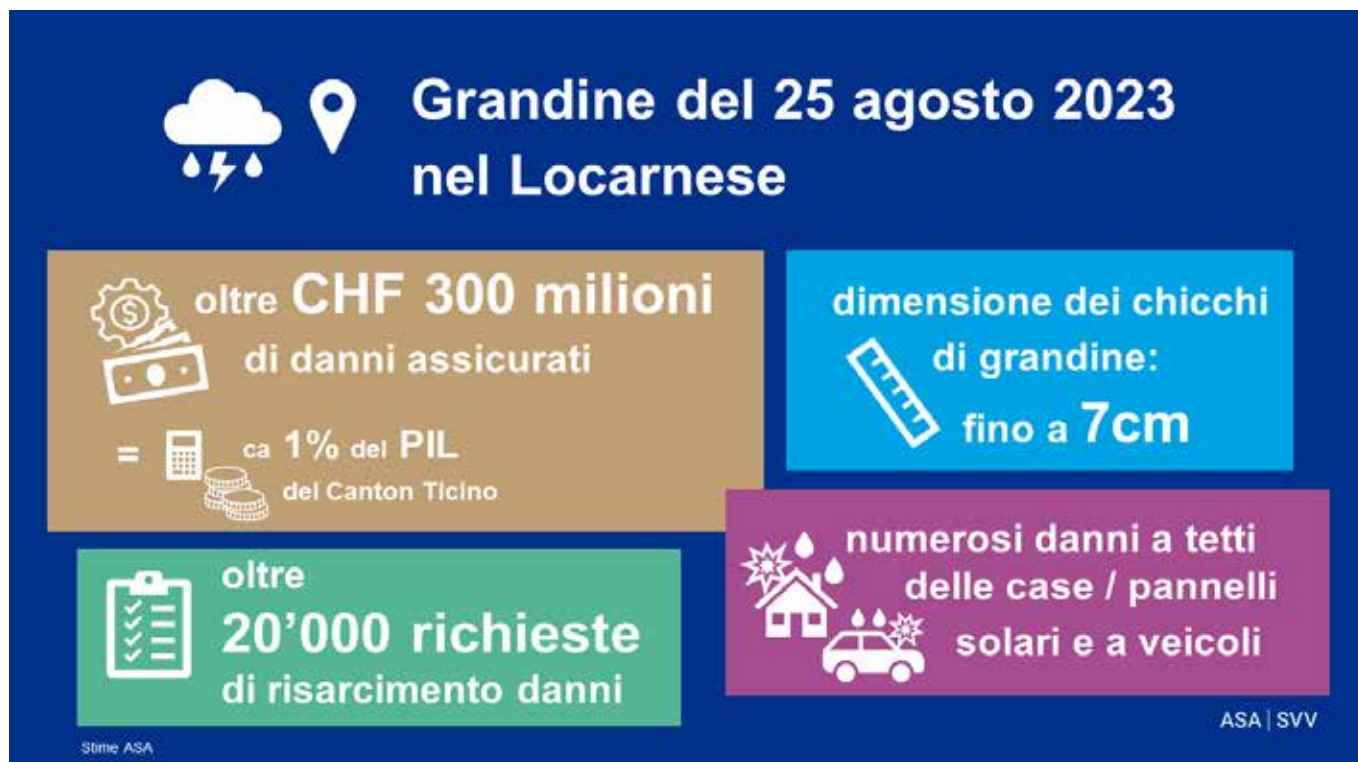 Grandine del 25 agosto 2023
nel Locarnese
oltre CHF 300 milioni
di danni assicurati
= ca 1% del PIL
del Canton Ticino
dimensione dei chicchi
di grandine:
fino a 7cm
oltre
20’000 richieste
di risarcimento danni
numerosi danni a tetti
delle case / pannelli
solari e a veicoli
ASA | SVV
Stime ASA